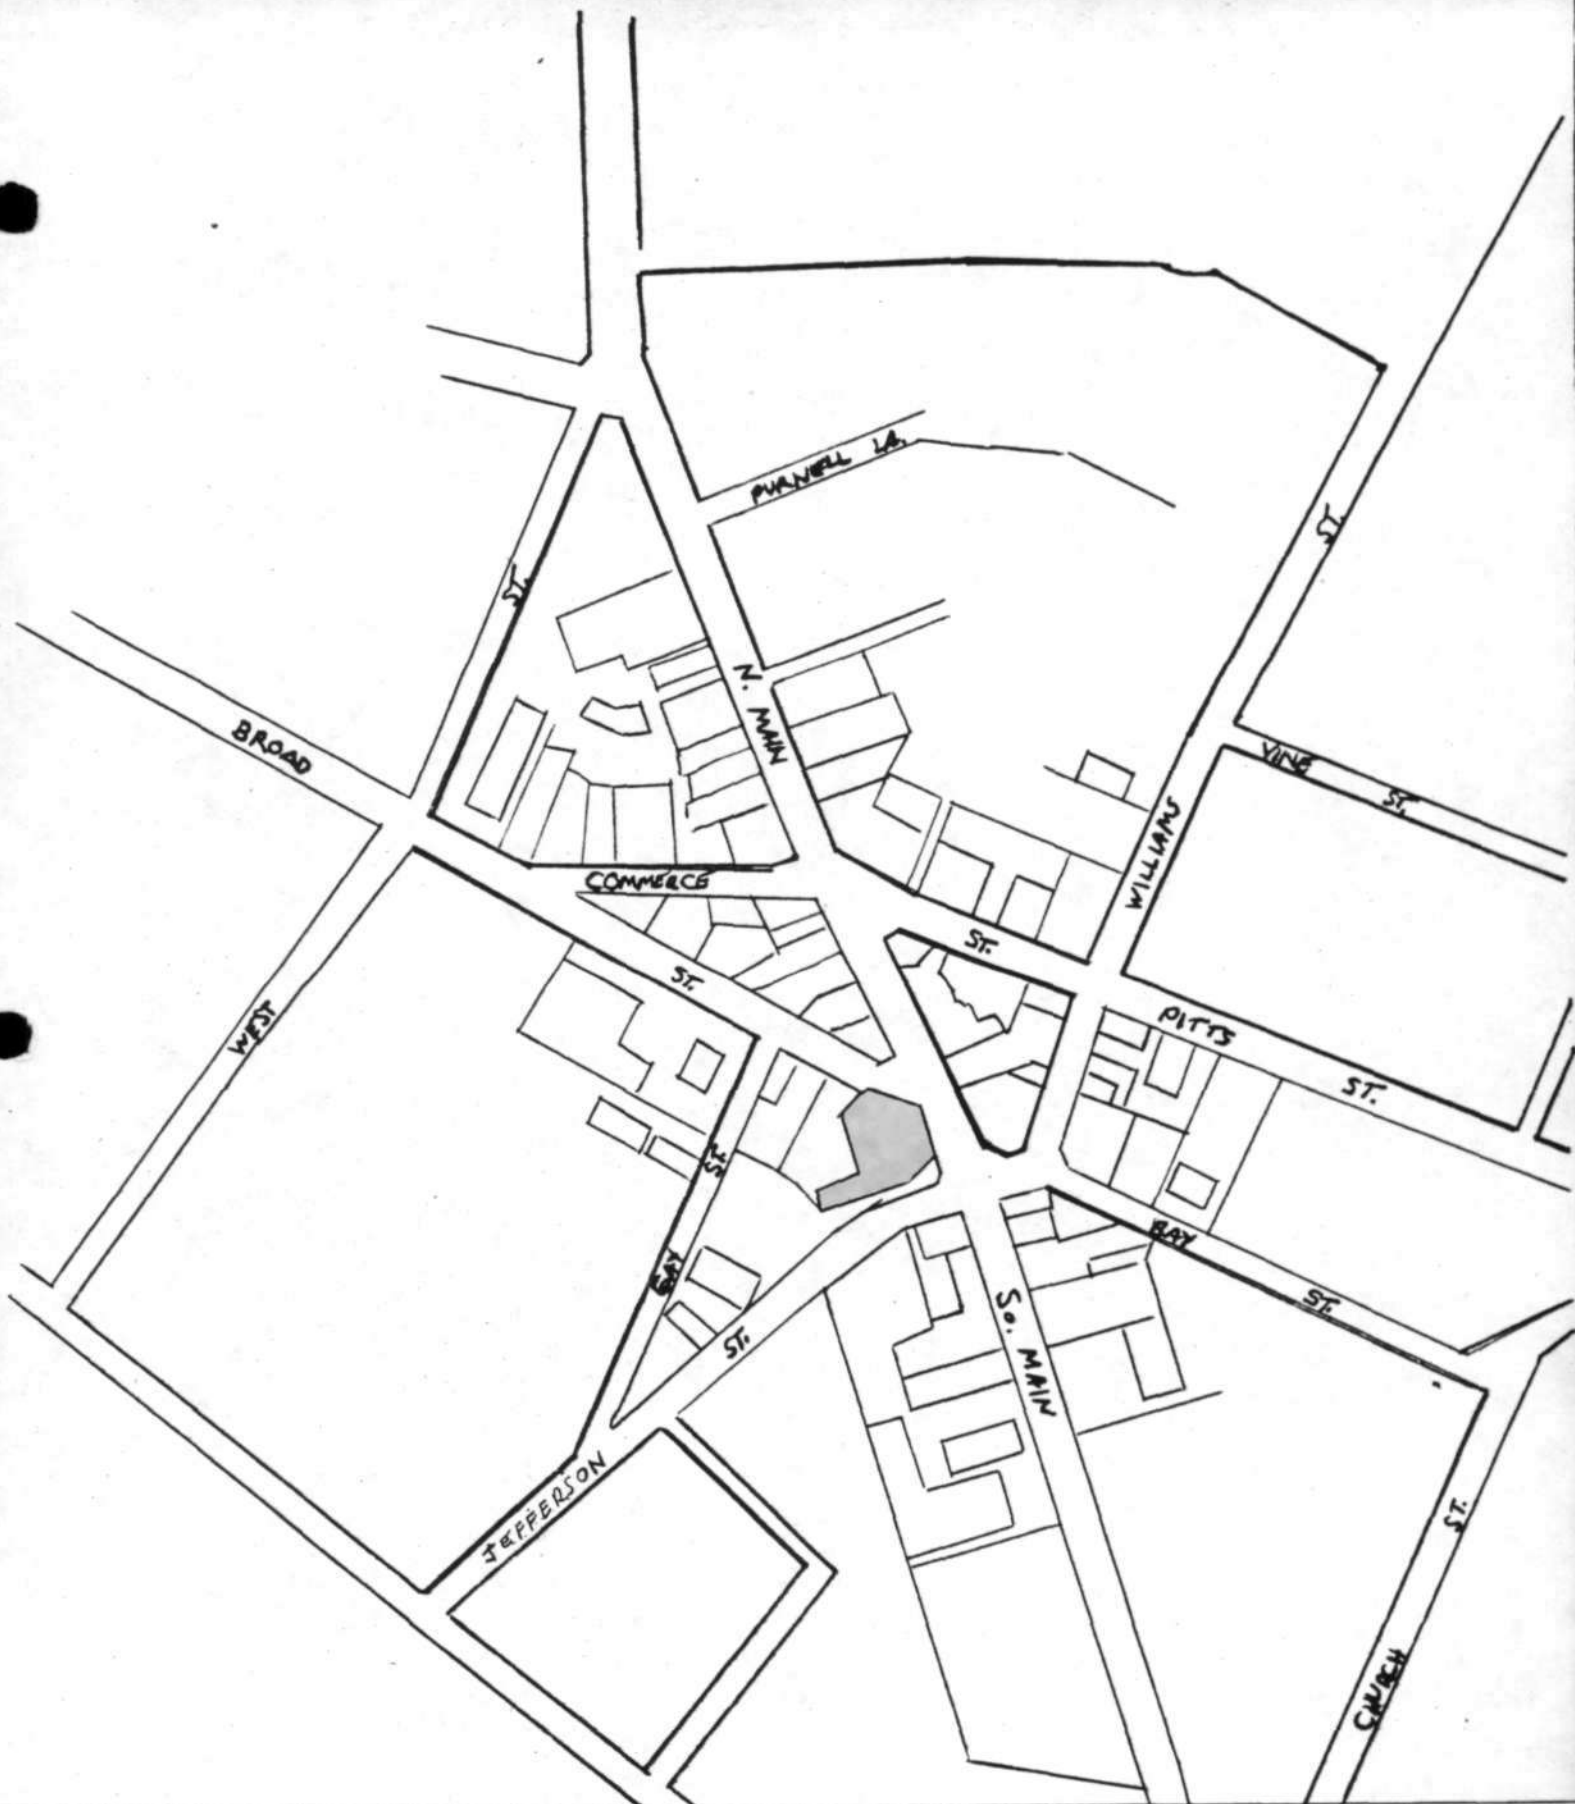 PURNELL LA.
ST.
ST.
N. MAIN
BROAD
VINE
ST.
WILLIAMS
COMMERCE
ST.
ST.
WEST
PITTS
ST.
ST.
GAY
BAY
ST.
ST.
So. MAIN
JEFFERSON
ST.
CHURCH